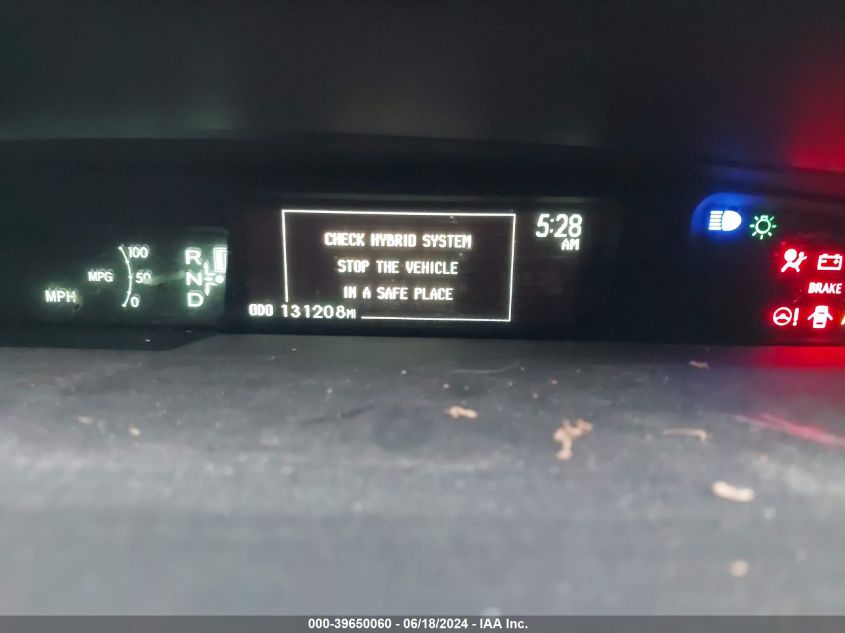 CHECK HYBRID SYSTEM
STOP THE VEHICLE
IN A SAFE PLACE
5:28
AM
ODO 131208MI
MPH
MPG
100
50
0
R
N
D
BRAKE
000-39650060 - 06/18/2024 - IAA Inc.